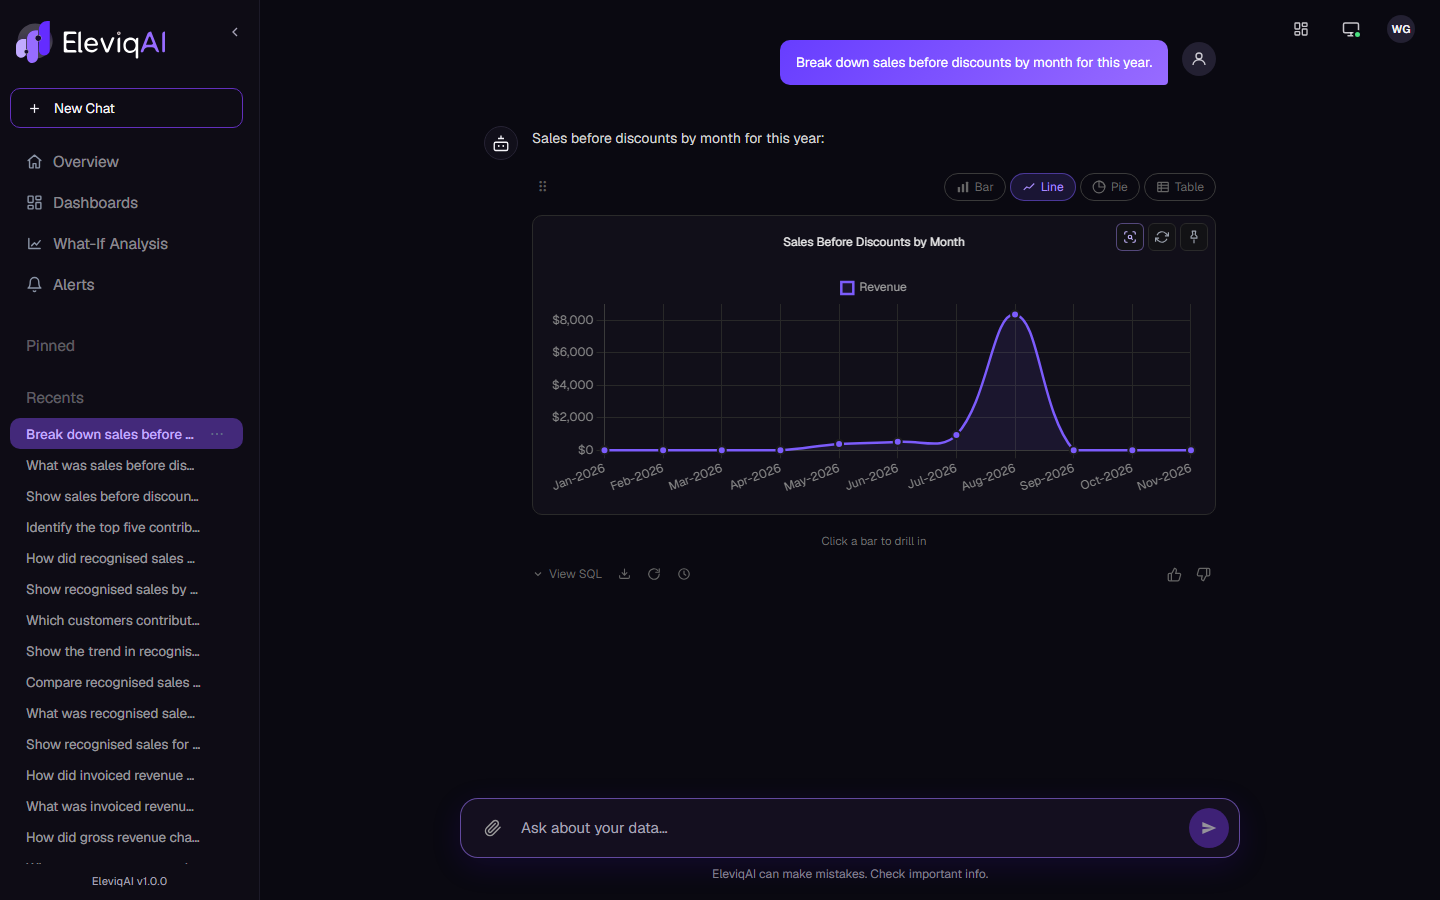 EleviqAI
New Chat
Overview
Dashboards
What-If Analysis
Alerts
Pinned
Recents
Break down sales before ...
What was sales before dis...
Show sales before discoun...
Identify the top five contrib...
How did recognised sales ...
Show recognised sales by ...
Which customers contribut...
Show the trend in recognis...
Compare recognised sales ...
What was recognised sale...
Show recognised sales for ...
How did invoiced revenue ...
What was invoiced revenu...
How did gross revenue cha...
EleviqAI v1.0.0
WG
Break down sales before discounts by month for this year.
Sales before discounts by month for this year:
Bar Line Pie Table
Sales Before Discounts by Month
Revenue
$8,000
$6,000
$4,000
$2,000
$0
Jan-2026 Feb-2026 Mar-2026 Apr-2026 May-2026 Jun-2026 Jul-2026 Aug-2026 Sep-2026 Oct-2026 Nov-2026
Click a bar to drill in
View SQL
Ask about your data...
EleviqAI can make mistakes. Check important info.